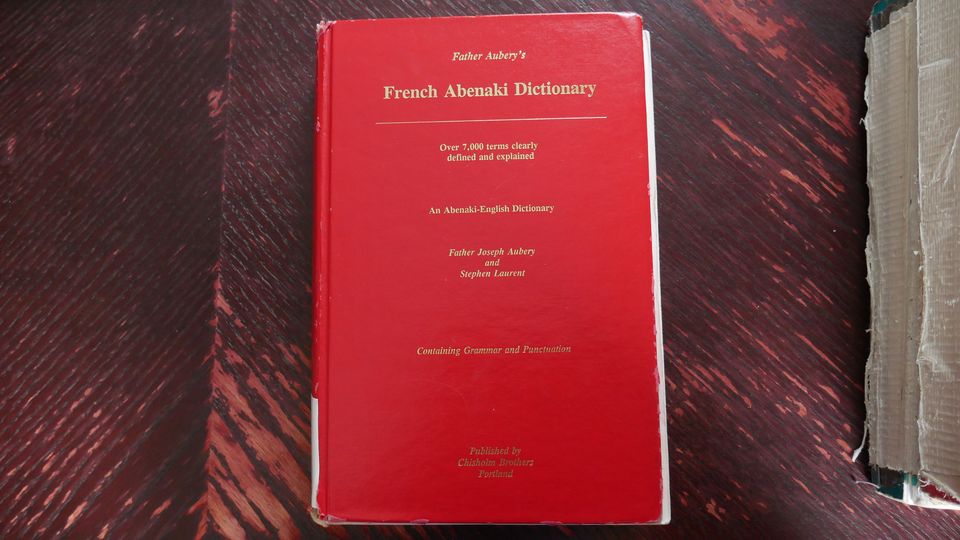 Father Aubery's
French Abenaki Dictionary
Over 7,000 terms clearly
defined and explained
An Abenaki-English Dictionary
Father Joseph Aubery
and
Stephen Laurent
Containing Grammar and Punctuation
Published by
Chisholm Brothers
Portland